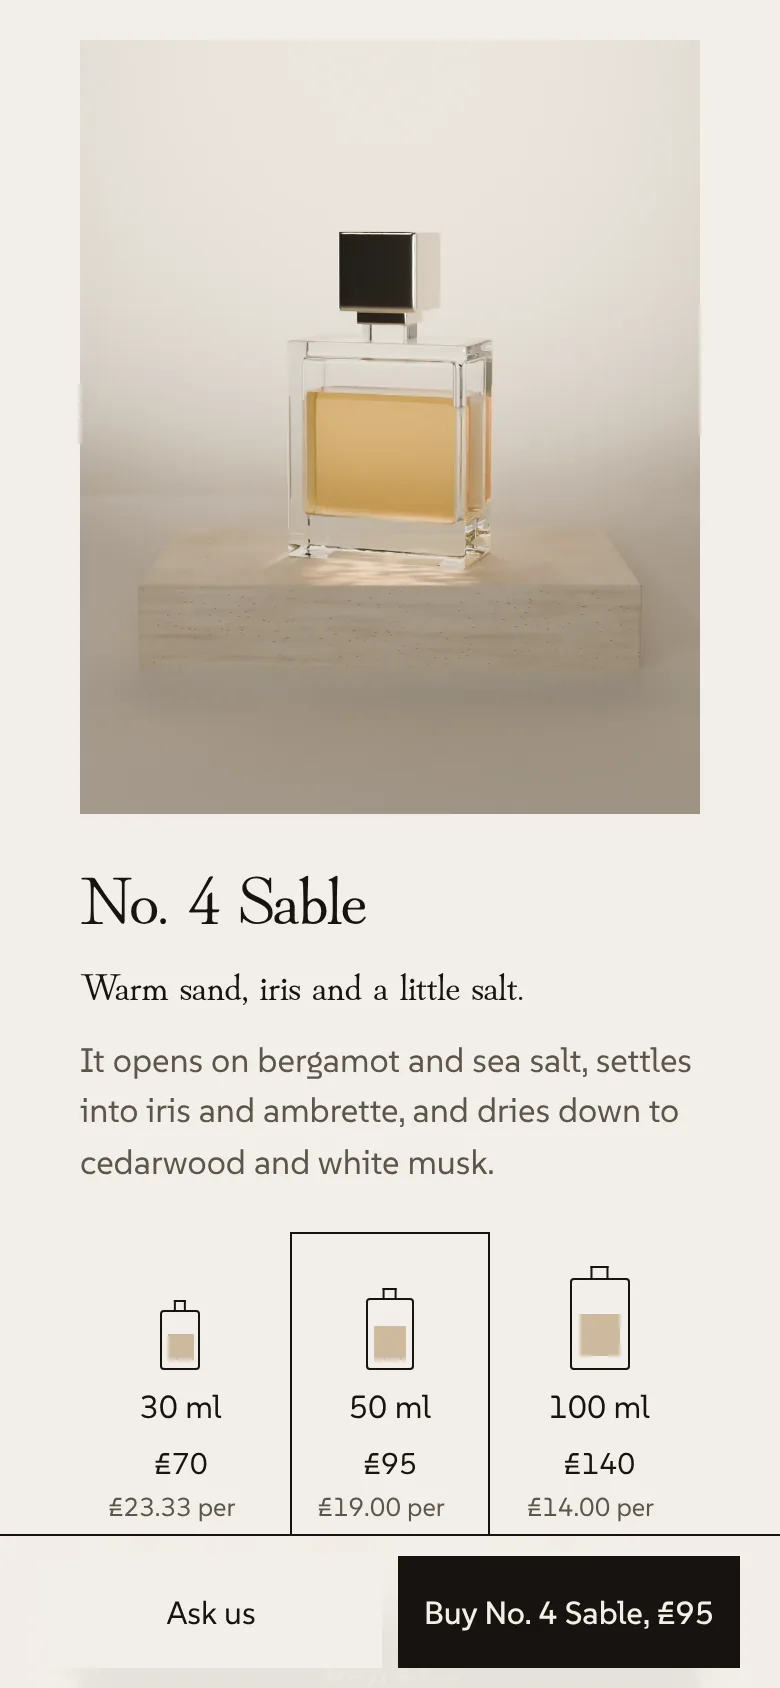 No. 4 Sable
Warm sand, iris and a little salt.
It opens on bergamot and sea salt, settles
into iris and ambrette, and dries down to
cedarwood and white musk.
30 ml
50 ml
100 ml
£70
£95
£140
£23.33 per
£19.00 per
£14.00 per
Ask us
Buy No. 4 Sable, £95